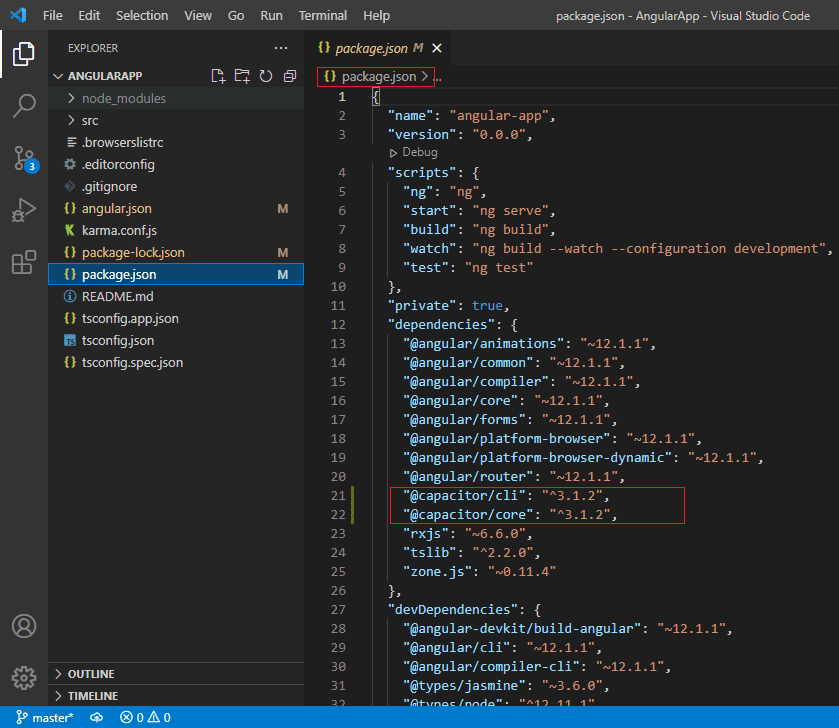 File Edit Selection View Go Run Terminal Help package.json - AngularApp - Visual Studio Code
EXPLORER ...
ANGULARAPP
node_modules
src
.browserslistrc
.editorconfig
.gitignore
angular.json M
karma.conf.js
package-lock.json M
package.json M
README.md
tsconfig.app.json
tsconfig.json
tsconfig.spec.json
OUTLINE
TIMELINE
3
{} package.json M ×
{} package.json > ...
1 {
2 "name": "angular-app",
3 "version": "0.0.0",
Debug
4 "scripts": {
5 "ng": "ng",
6 "start": "ng serve",
7 "build": "ng build",
8 "watch": "ng build --watch --configuration development",
9 "test": "ng test"
10 },
11 "private": true,
12 "dependencies": {
13 "@angular/animations": "~12.1.1",
14 "@angular/common": "~12.1.1",
15 "@angular/compiler": "~12.1.1",
16 "@angular/core": "~12.1.1",
17 "@angular/forms": "~12.1.1",
18 "@angular/platform-browser": "~12.1.1",
19 "@angular/platform-browser-dynamic": "~12.1.1",
20 "@angular/router": "~12.1.1",
21 "@capacitor/cli": "^3.1.2",
22 "@capacitor/core": "^3.1.2",
23 "rxjs": "~6.6.0",
24 "tslib": "^2.2.0",
25 "zone.js": "~0.11.4"
26 },
27 "devDependencies": {
28 "@angular-devkit/build-angular": "~12.1.1",
29 "@angular/cli": "~12.1.1",
30 "@angular/compiler-cli": "~12.1.1",
31 "@types/jasmine": "~3.6.0",
32 "@types/node": "^12.11.1"
master* 0 0